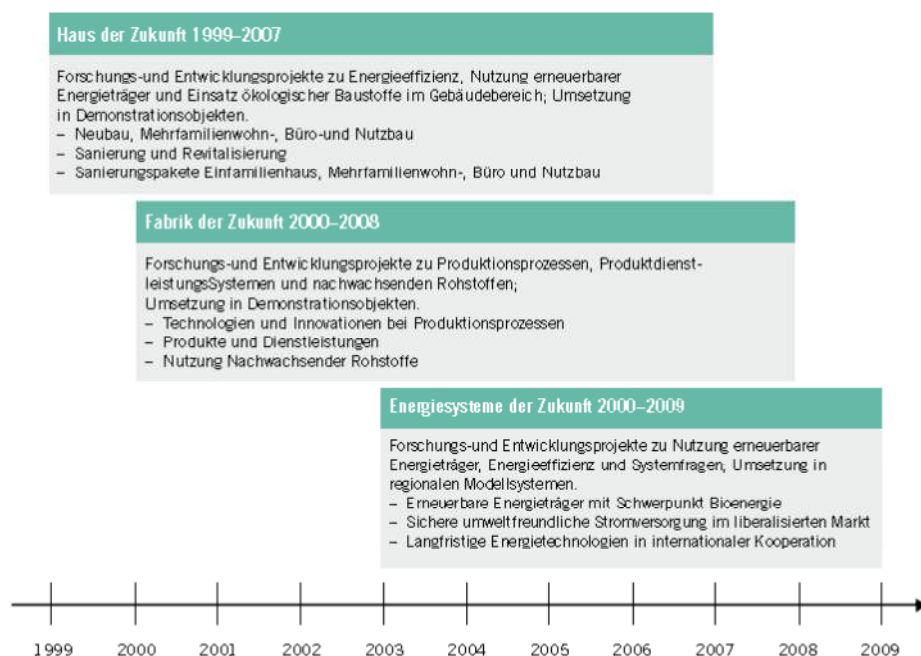 Haus der Zukunft 1999–2007
Forschungs-und Entwicklungsprojekte zu Energieeffizienz, Nutzung erneuerbarer
Energieträger und Einsatz ökologischer Baustoffe im Gebäudebereich; Umsetzung
in Demonstrationsobjekten.
– Neubau, Mehrfamilienwohn-, Büro-und Nutzbau
– Sanierung und Revitalisierung
– Sanierungspakete Einfamilienhaus, Mehrfamilienwohn-, Büro und Nutzbau
Fabrik der Zukunft 2000–2008
Forschungs-und Entwicklungsprojekte zu Produktionsprozessen, Produktdienst-
leistungsSystemen und nachwachsenden Rohstoffen;
Umsetzung in Demonstrationsobjekten.
– Technologien und Innovationen bei Produktionsprozessen
– Produkte und Dienstleistungen
– Nutzung Nachwachsender Rohstoffe
Energiesysteme der Zukunft 2000–2009
Forschungs-und Entwicklungsprojekte zu Nutzung erneuerbarer
Energieträger, Energieeffizienz und Systemfragen; Umsetzung in
regionalen Modellsystemen.
– Erneuerbare Energieträger mit Schwerpunkt Bioenergie
– Sichere umweltfreundliche Stromversorgung im liberalisierten Markt
– Langfristige Energietechnologien in internationaler Kooperation
1999 2000 2001 2002 2003 2004 2005 2006 2007 2008 2009